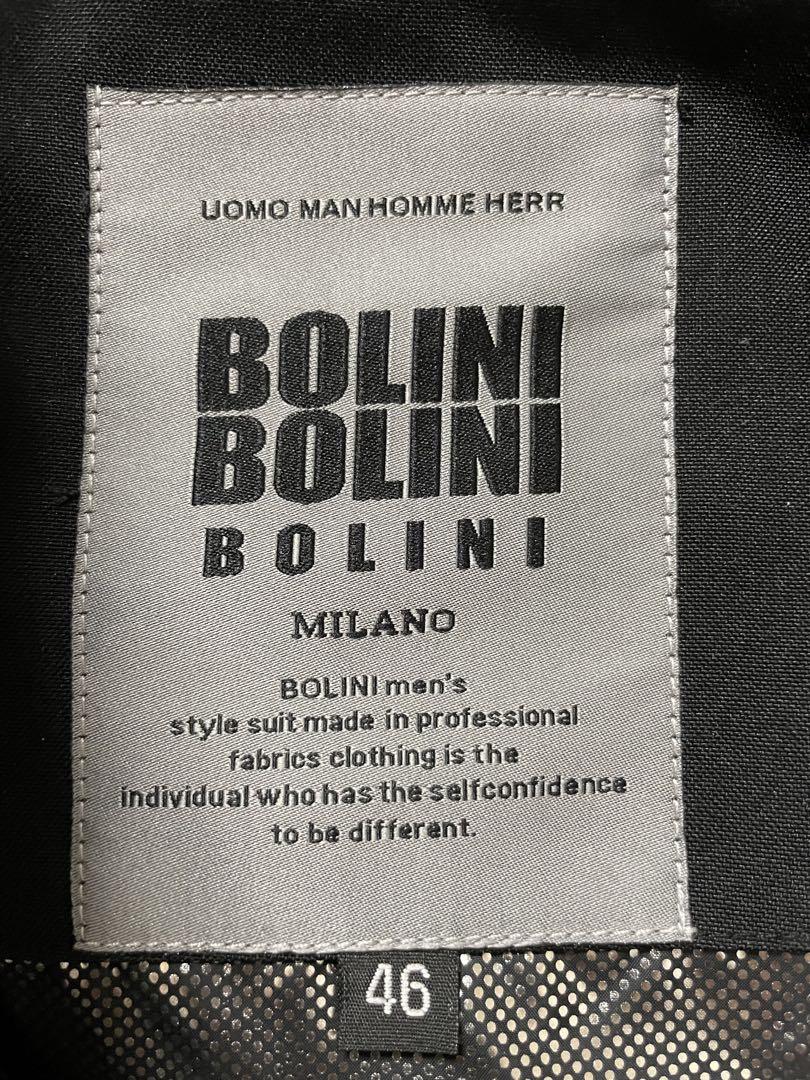 UOMO MAN HOMME HERR
BOLINI
BOLINI
BOLINI
MILANO
BOLINI men's
style suit made in professional
fabrics clothing is the
individual who has the selfconfidence
to be different.
46